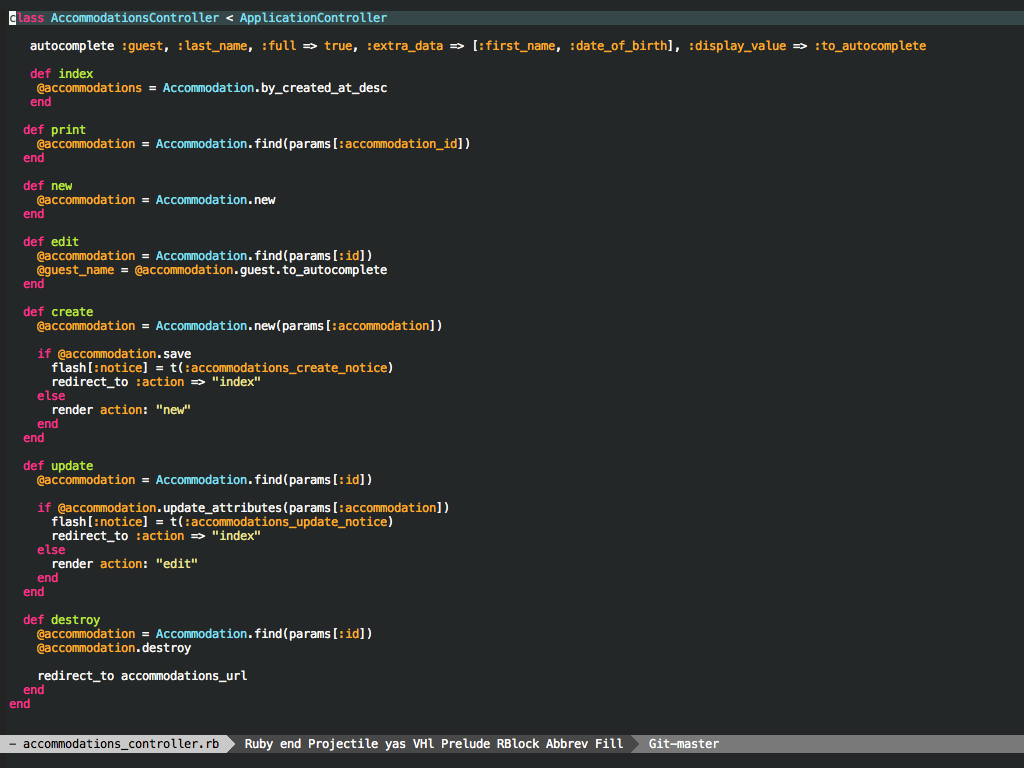 class AccommodationsController < ApplicationController
autocomplete :guest, :last_name, :full => true, :extra_data => [:first_name, :date_of_birth], :display_value => :to_autocomplete
def index
@accommodations = Accommodation.by_created_at_desc
end
def print
@accommodation = Accommodation.find(params[:accommodation_id])
end
def new
@accommodation = Accommodation.new
end
def edit
@accommodation = Accommodation.find(params[:id])
@guest_name = @accommodation.guest.to_autocomplete
end
def create
@accommodation = Accommodation.new(params[:accommodation])
if @accommodation.save
flash[:notice] = t(:accommodations_create_notice)
redirect_to :action => "index"
else
render action: "new"
end
end
def update
@accommodation = Accommodation.find(params[:id])
if @accommodation.update_attributes(params[:accommodation])
flash[:notice] = t(:accommodations_update_notice)
redirect_to :action => "index"
else
render action: "edit"
end
end
def destroy
@accommodation = Accommodation.find(params[:id])
@accommodation.destroy
redirect_to accommodations_url
end
end
- accommodations_controller.rb Ruby end Projectile yas VHl Prelude RBlock Abbrev Fill Git-master